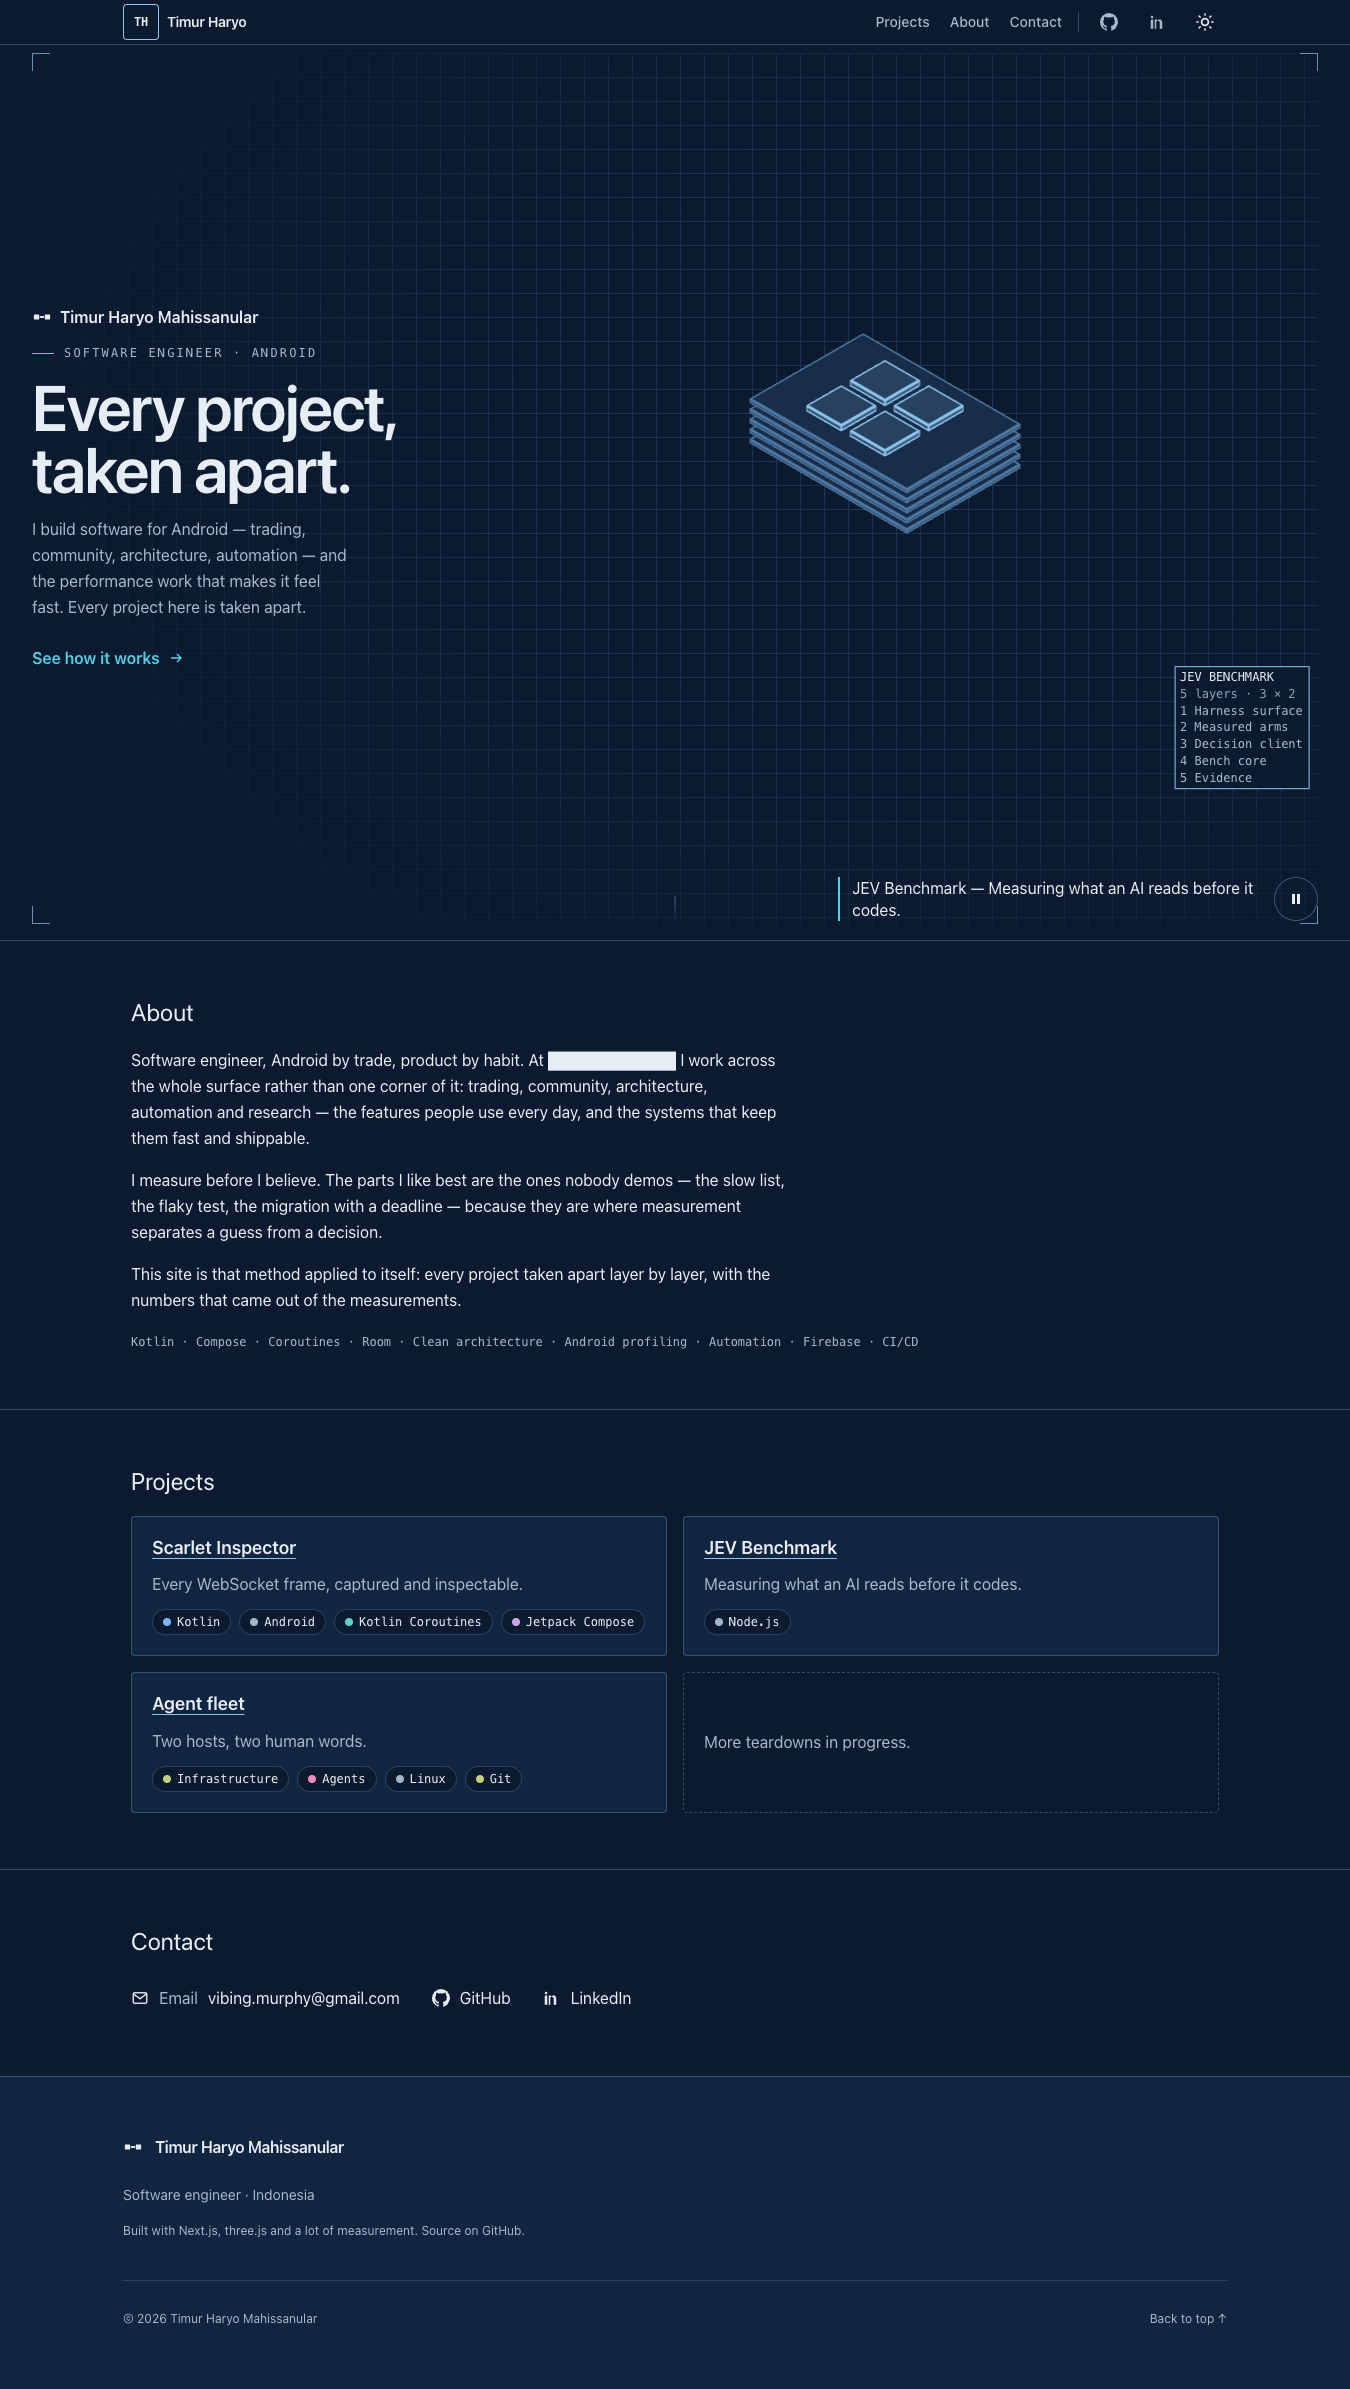 TH
Timur Haryo
Projects
About
Contact
in
Timur Haryo Mahissanular
SOFTWARE ENGINEER · ANDROID
Every project,
taken apart.
I build software for Android — trading,
community, architecture, automation — and
the performance work that makes it feel
fast. Every project here is taken apart.
See how it works →
JEV BENCHMARK
5 layers · 3 × 2
1 Harness surface
2 Measured arms
3 Decision client
4 Bench core
5 Evidence
JEV Benchmark — Measuring what an AI reads before it
codes.
About
Software engineer, Android by trade, product by habit. At I work across
the whole surface rather than one corner of it: trading, community, architecture,
automation and research — the features people use every day, and the systems that keep
them fast and shippable.
I measure before I believe. The parts I like best are the ones nobody demos — the slow list,
the flaky test, the migration with a deadline — because they are where measurement
separates a guess from a decision.
This site is that method applied to itself: every project taken apart layer by layer, with the
numbers that came out of the measurements.
Kotlin · Compose · Coroutines · Room · Clean architecture · Android profiling · Automation · Firebase · CI/CD
Projects
Scarlet Inspector
Every WebSocket frame, captured and inspectable.
Kotlin
Android
Kotlin Coroutines
Jetpack Compose
JEV Benchmark
Measuring what an AI reads before it codes.
Node.js
Agent fleet
Two hosts, two human words.
Infrastructure
Agents
Linux
Git
More teardowns in progress.
Contact
Email vibing.murphy@gmail.com
GitHub
in LinkedIn
Timur Haryo Mahissanular
Software engineer · Indonesia
Built with Next.js, three.js and a lot of measurement. Source on GitHub.
© 2026 Timur Haryo Mahissanular
Back to top ↑